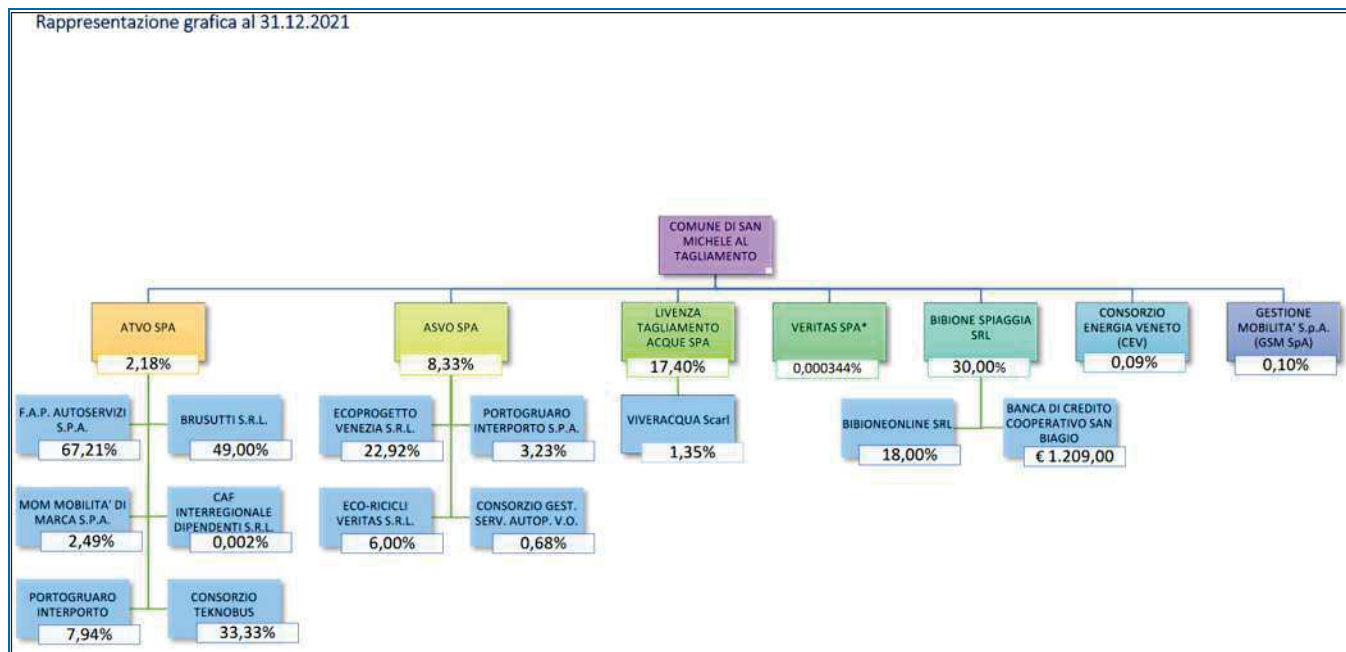 Rappresentazione grafica al 31.12.2021
COMUNE DI SAN
MICHELE AL
TAGLIAMENTO
ATVO SPA
2,18%
ASVO SPA
8,33%
LIVENZA
TAGLIAMENTO
ACQUE SPA
17,40%
VERITAS SPA*
0,000344%
BIBIONE SPIAGGIA
SRL
30,00%
CONSORZIO
ENERGIA VENETO
(CEV)
0,09%
GESTIONE
MOBILITA' S.p.A.
(GSM SpA)
0,10%
F.A.P. AUTOSERVIZI
S.P.A.
67,21%
BRUSUTTI S.R.L.
49,00%
ECOPROGETTO
VENEZIA S.R.L.
22,92%
PORTOGRUARO
INTERPORTO S.P.A.
3,23%
VIVERACQUA Scarl
1,35%
BIBIONEONLINE SRL
18,00%
BANCA DI CREDITO
COOPERATIVO SAN
BIAGIO
€ 1.209,00
MOM MOBILITA' DI
MARCA S.P.A.
2,49%
CAF
INTERREGIONALE
DIPENDENTI S.R.L.
0,002%
ECO-RICICLI
VERITAS S.R.L.
6,00%
CONSORZIO GEST.
SERV. AUTOP. V.O.
0,68%
PORTOGRUARO
INTERPORTO
7,94%
CONSORZIO
TEKNOBUS
33,33%